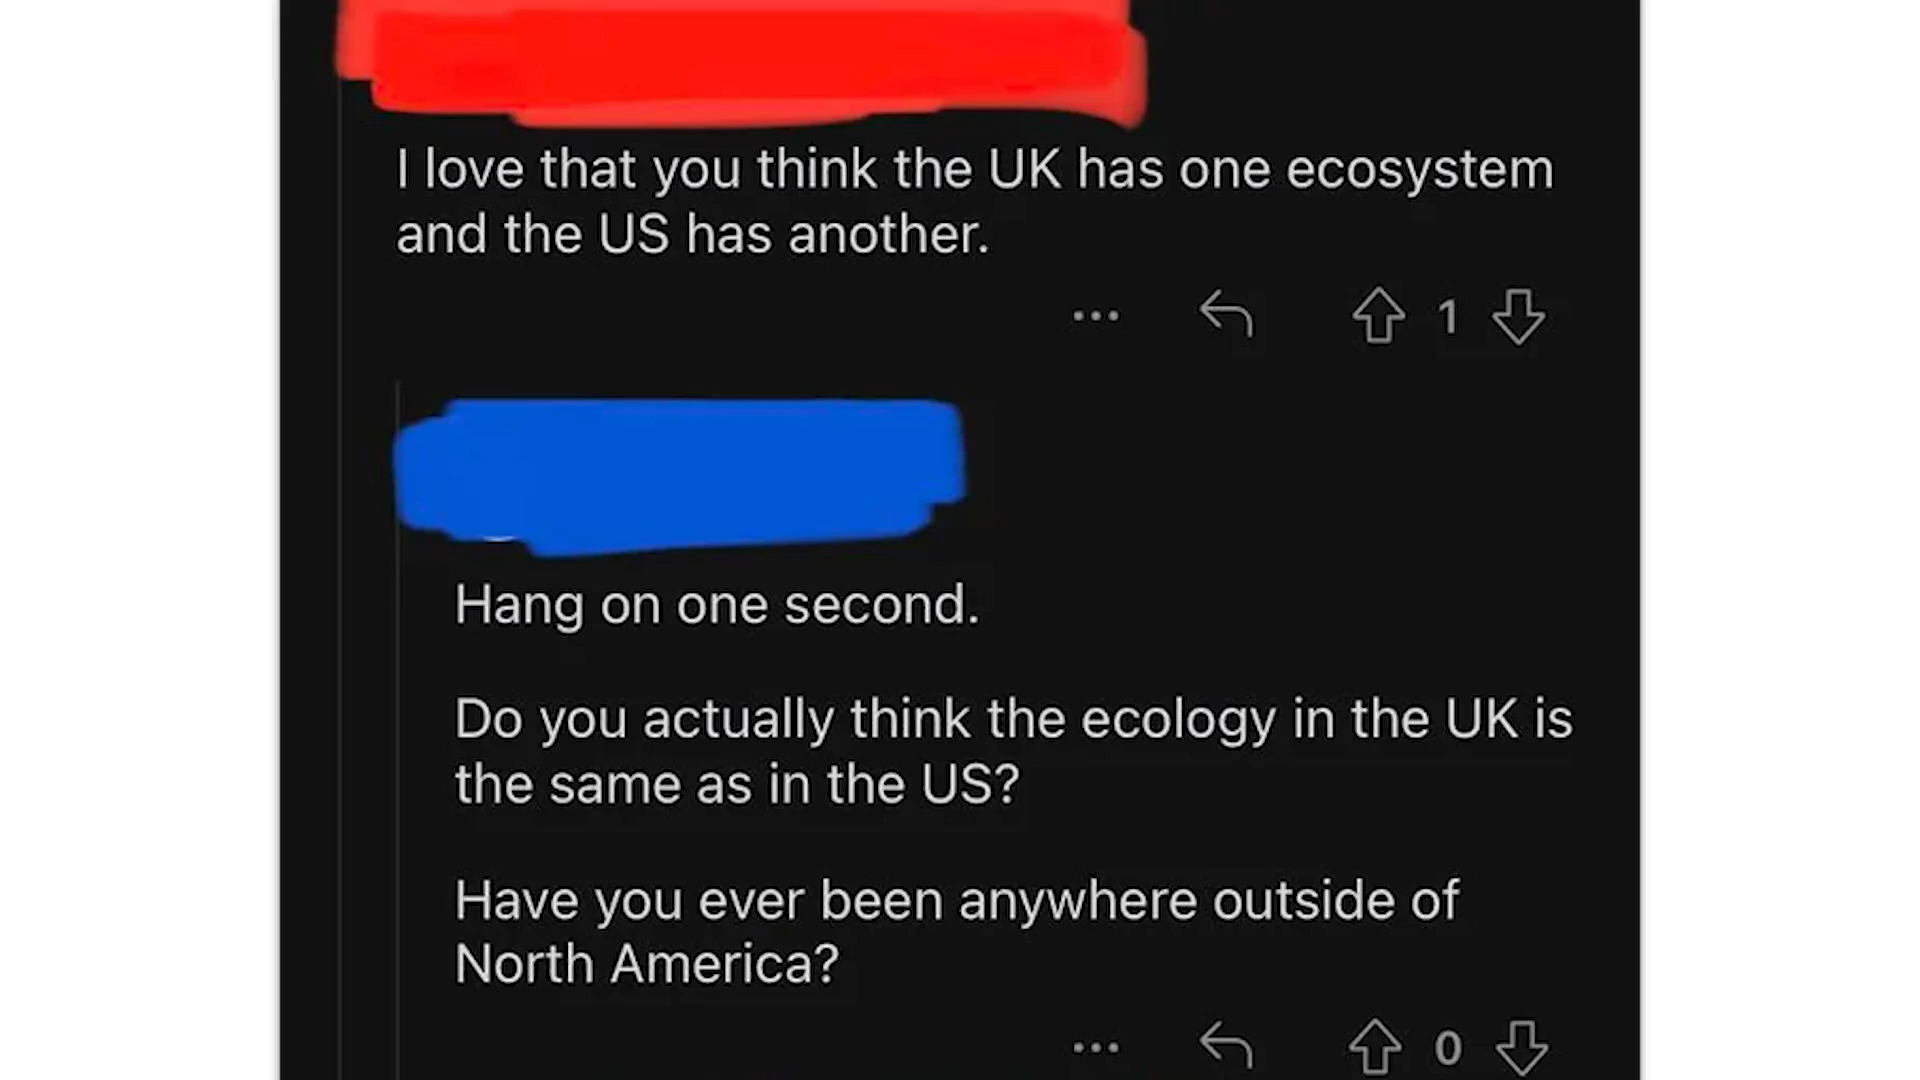 I love that you think the UK has one ecosystem
and the US has another.
1
Hang on one second.
Do you actually think the ecology in the UK is
the same as in the US?
Have you ever been anywhere outside of
North America?
0